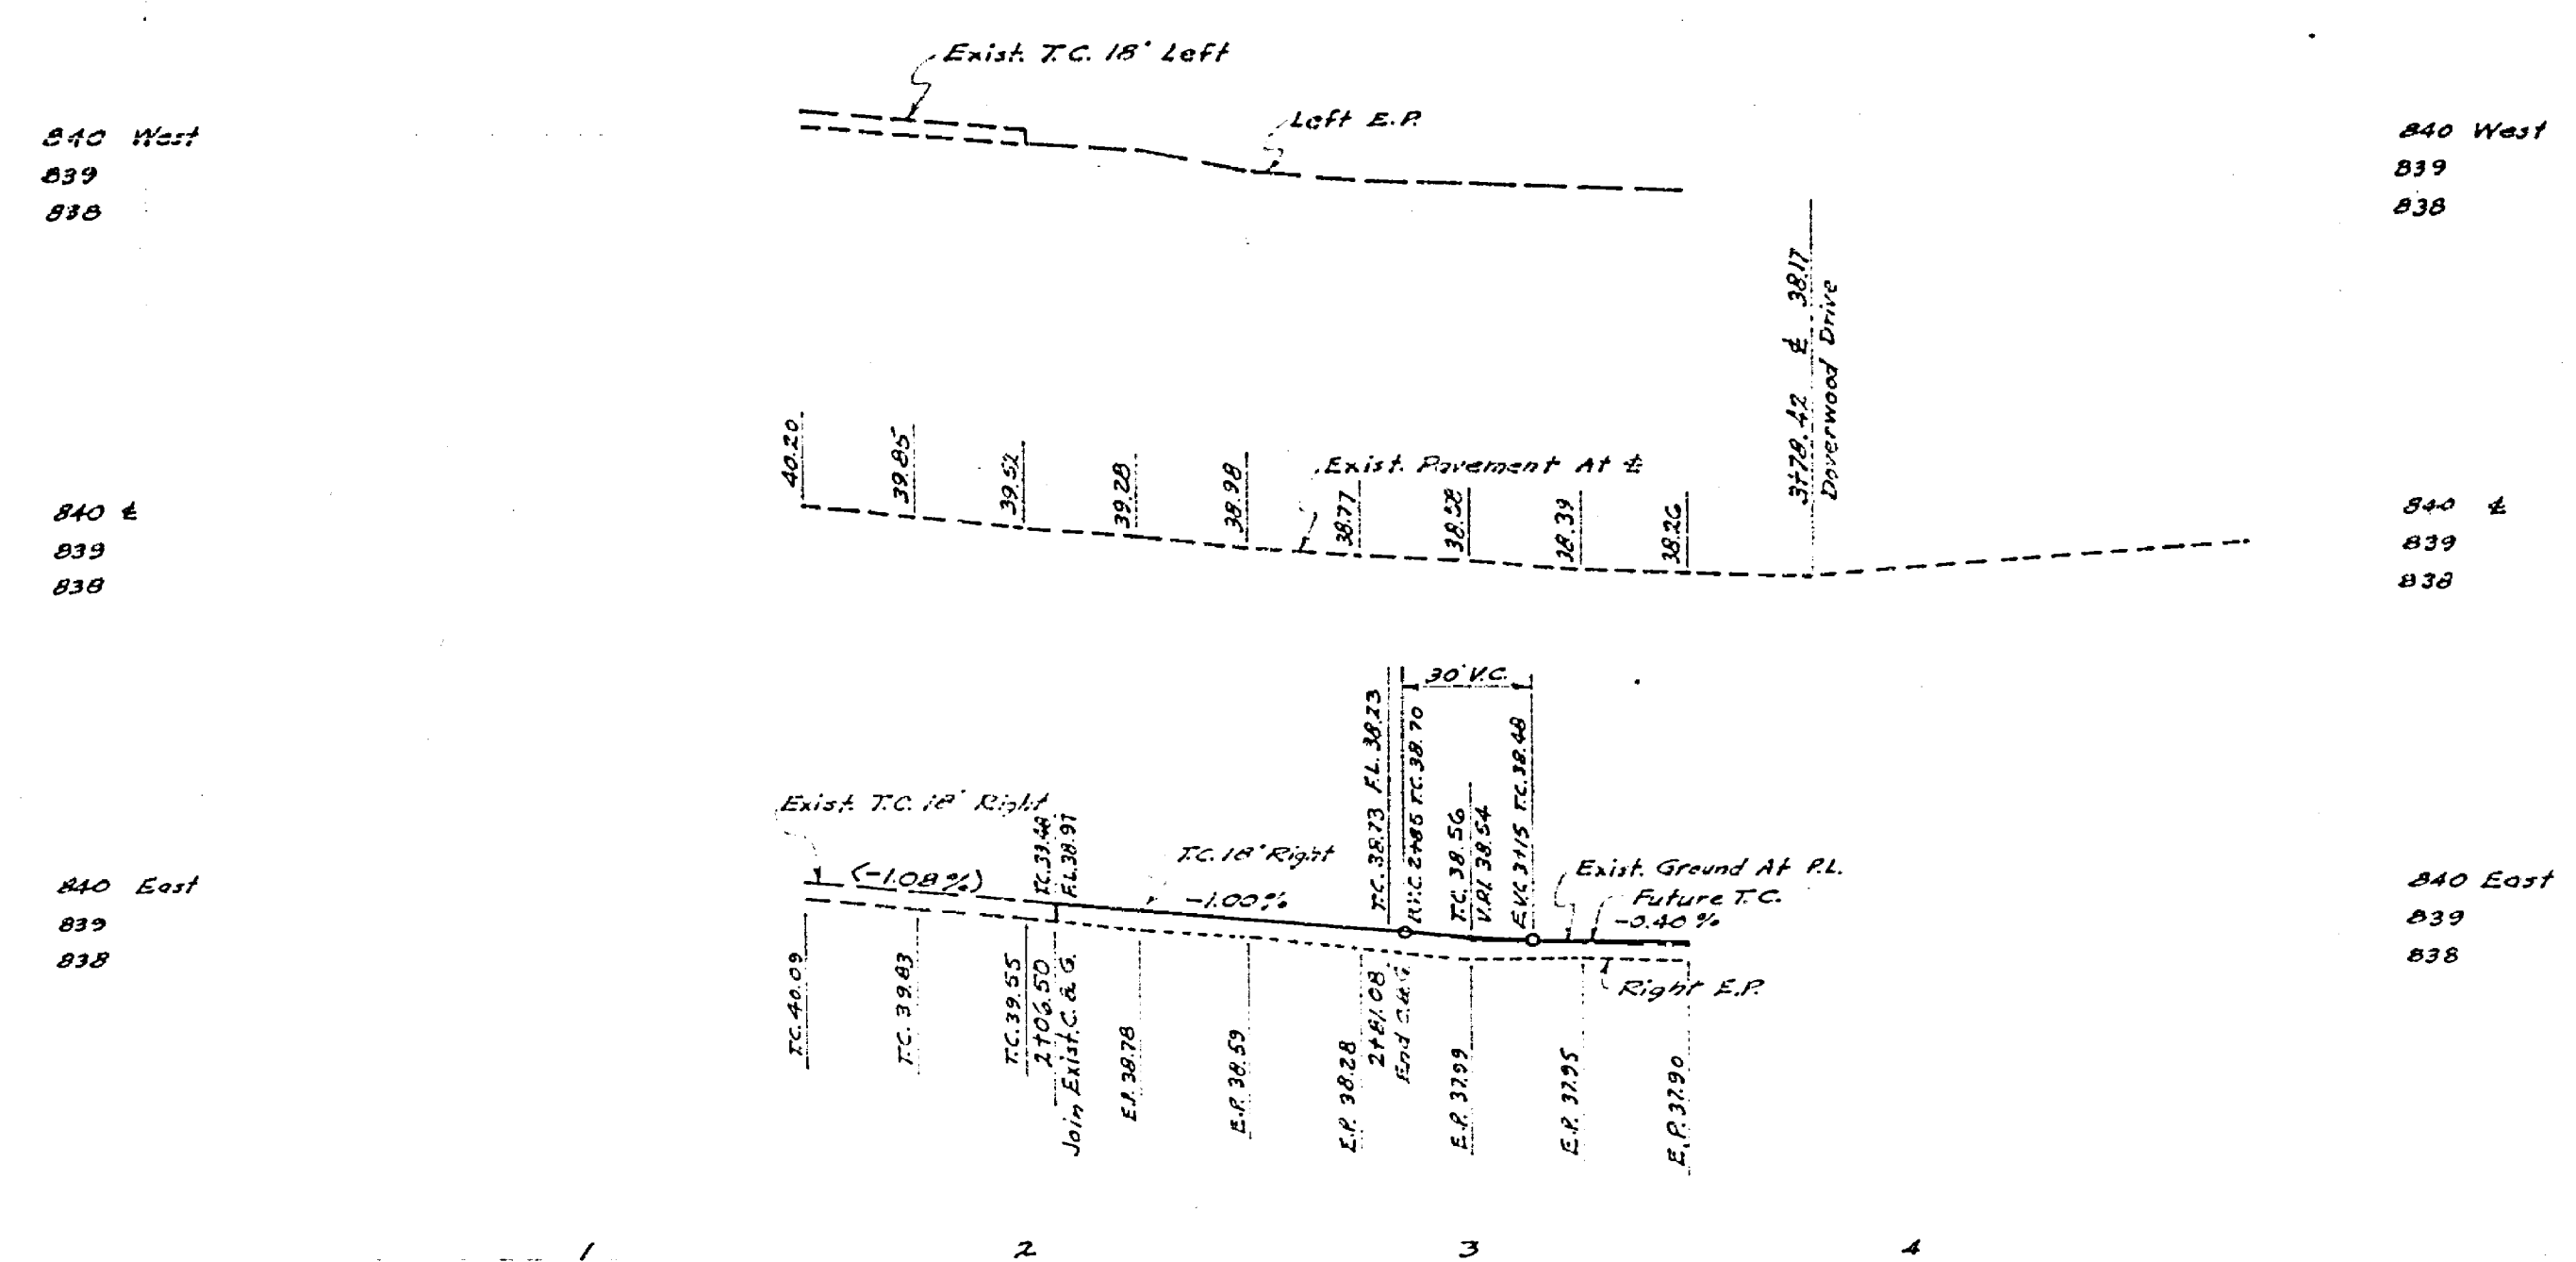 Exist. T.C. 18' Left
Left E.P.
840 West
839
838
840 West
839
838
3+78.42 ℄ 38.17
Doverwood Drive
40.20
39.85
39.52
39.28
38.98
38.77
38.58
38.39
38.26
Exist. Pavement At ℄
840 ℄
839
838
840 ℄
839
838
30' V.C.
T.C. 38.73 F.L. 38.23
B.V.C. 2+85 T.C. 38.70
T.C. 38.56
V.P.I. 38.54
E.V.C. 3+15 T.C. 38.48
Exist. T.C. 18' Right
(-1.08%)
T.C. 39.48
F.L. 38.97
T.C. 18' Right
-1.00%
Exist. Ground At P.L.
Future T.C.
-0.40%
Right E.P.
840 East
839
838
840 East
839
838
T.C. 40.09
T.C. 39.83
T.C. 39.55
2+06.50
Join Exist. C. & G.
E.P. 38.78
E.P. 38.59
E.P. 38.28
2+81.08
End C. & G.
E.P. 37.99
E.P. 37.95
E.P. 37.90
1 2 3 4